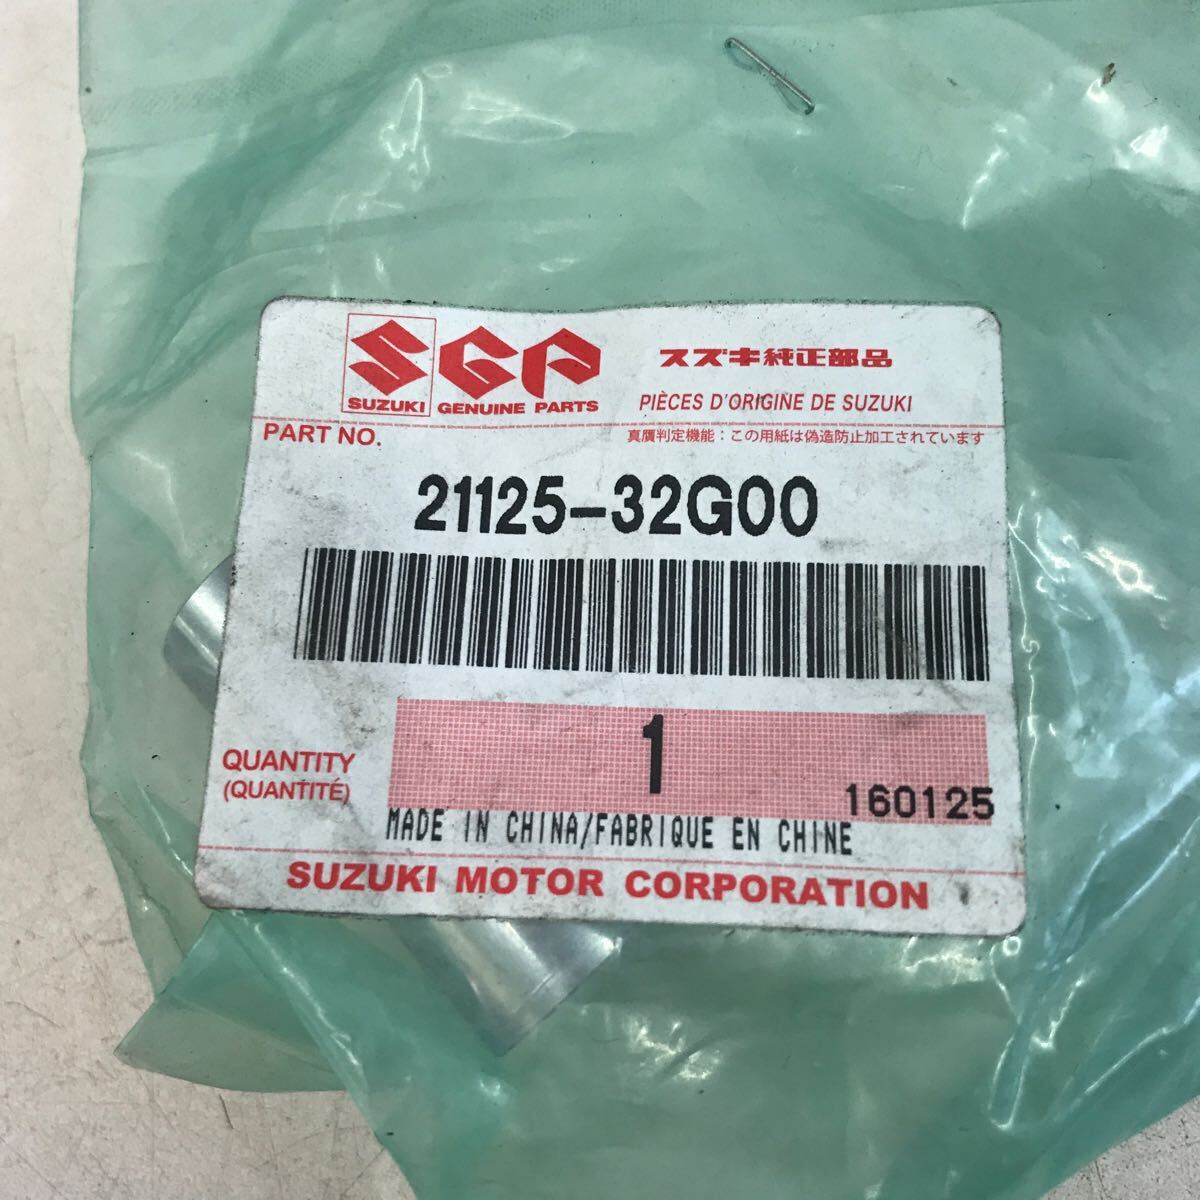 スズキ純正部品
SUZUKI GENUINE PARTS
PIÈCES D'ORIGINE DE SUZUKI
PART NO.
真贋判定機能：この用紙は偽造防止加工されています
21125-32G00
1
QUANTITY
(QUANTITÉ)
160125
MADE IN CHINA/FABRIQUE EN CHINE
SUZUKI MOTOR CORPORATION